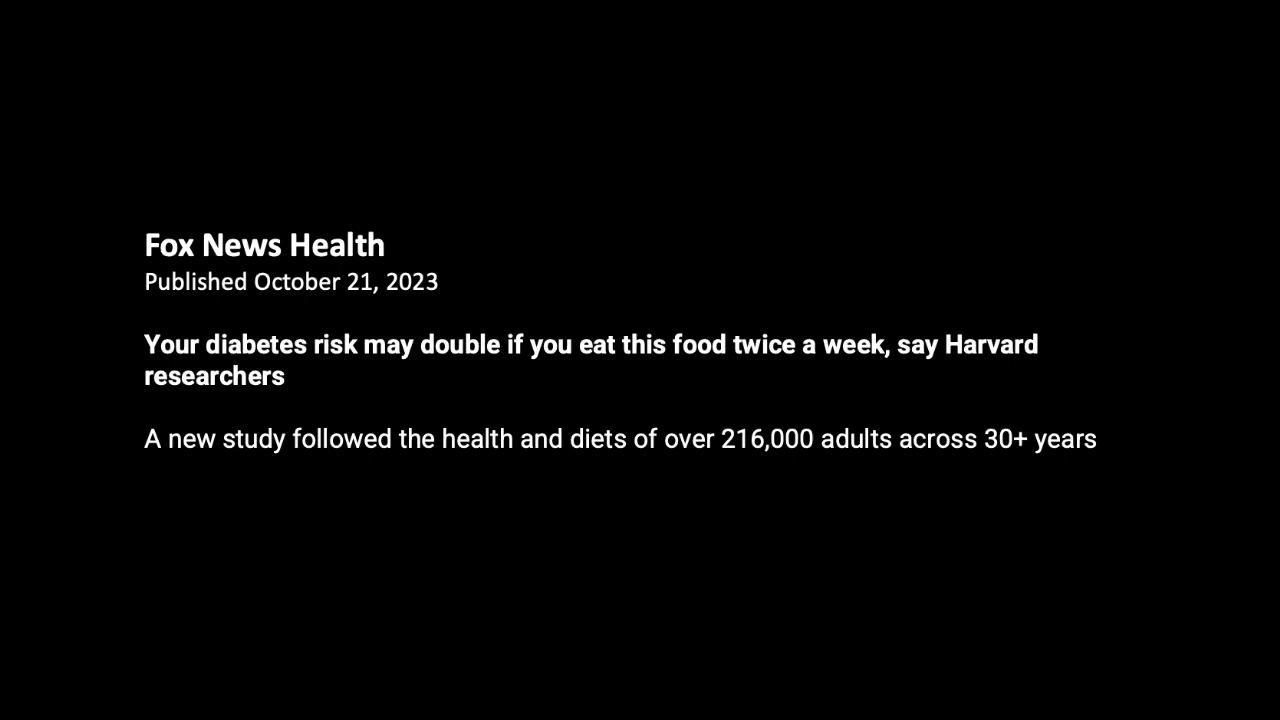 Fox News Health
Published October 21, 2023
Your diabetes risk may double if you eat this food twice a week, say Harvard
researchers
A new study followed the health and diets of over 216,000 adults across 30+ years